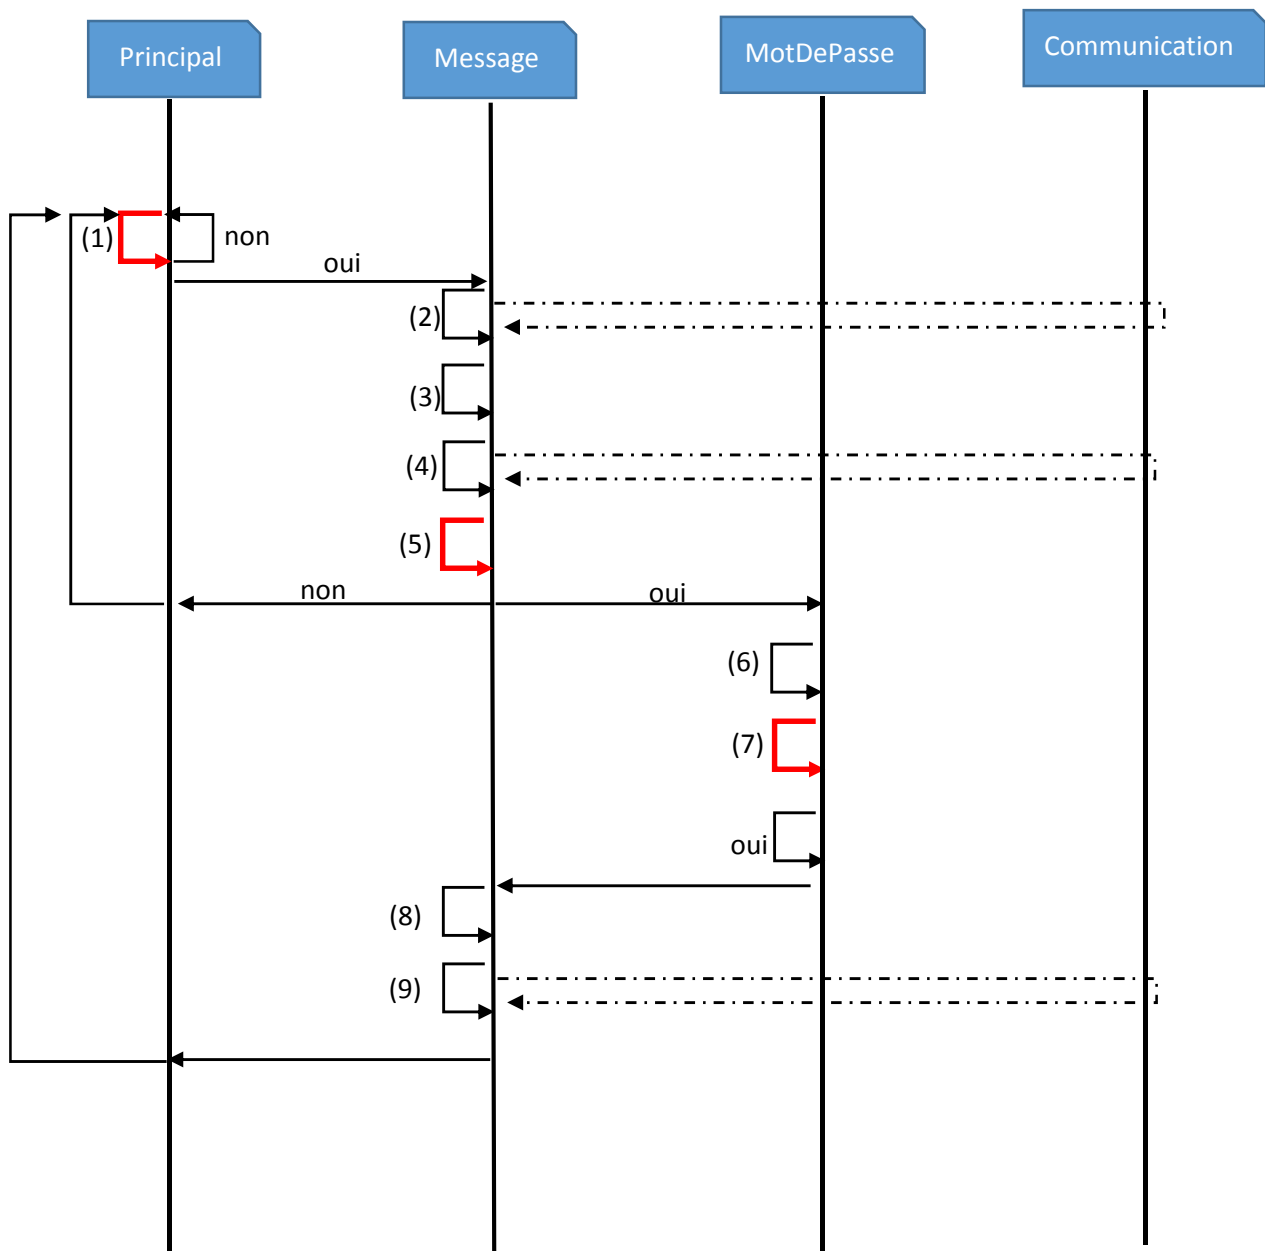 Principal
Message
MotDePasse
Communication
(1)
non
oui
(2)
(3)
(4)
(5)
non
oui
(6)
(7)
oui
(8)
(9)